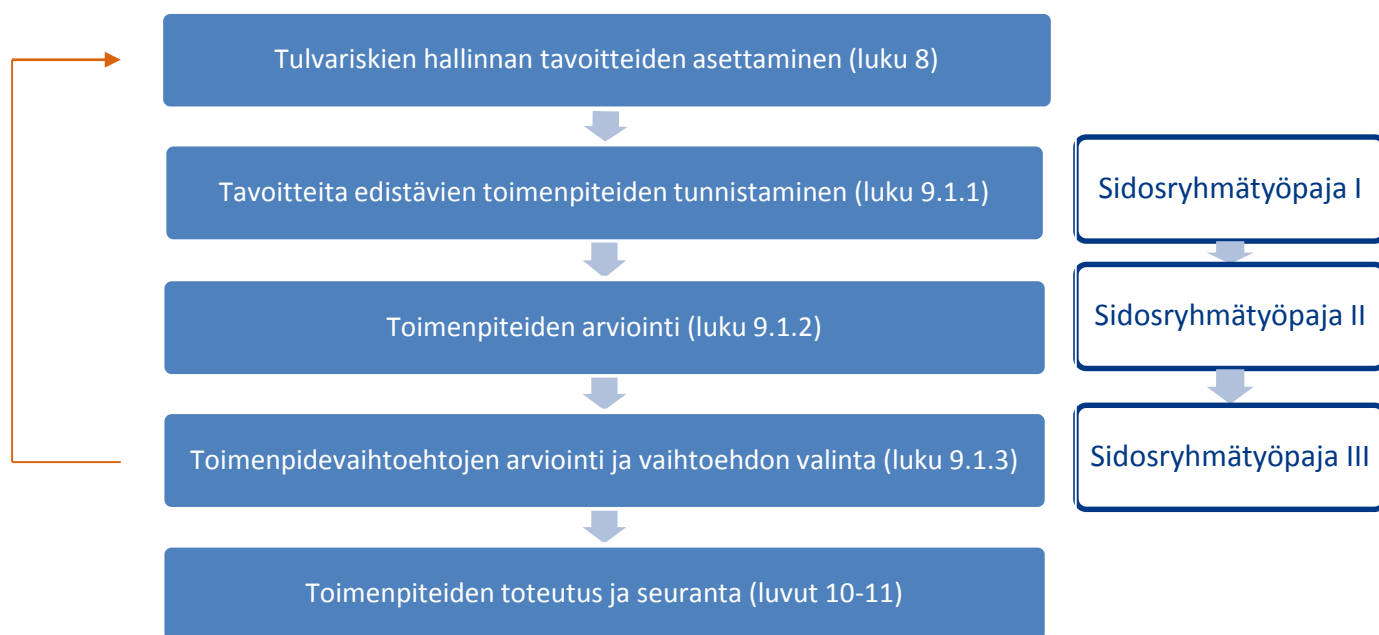 Tulvariskien hallinnan tavoitteiden asettaminen (luku 8)
Tavoitteita edistävien toimenpiteiden tunnistaminen (luku 9.1.1)
Sidosryhmätyöpaja I
Toimenpiteiden arviointi (luku 9.1.2)
Sidosryhmätyöpaja II
Toimenpidevaihtoehtojen arviointi ja vaihtoehdon valinta (luku 9.1.3)
Sidosryhmätyöpaja III
Toimenpiteiden toteutus ja seuranta (luvut 10-11)